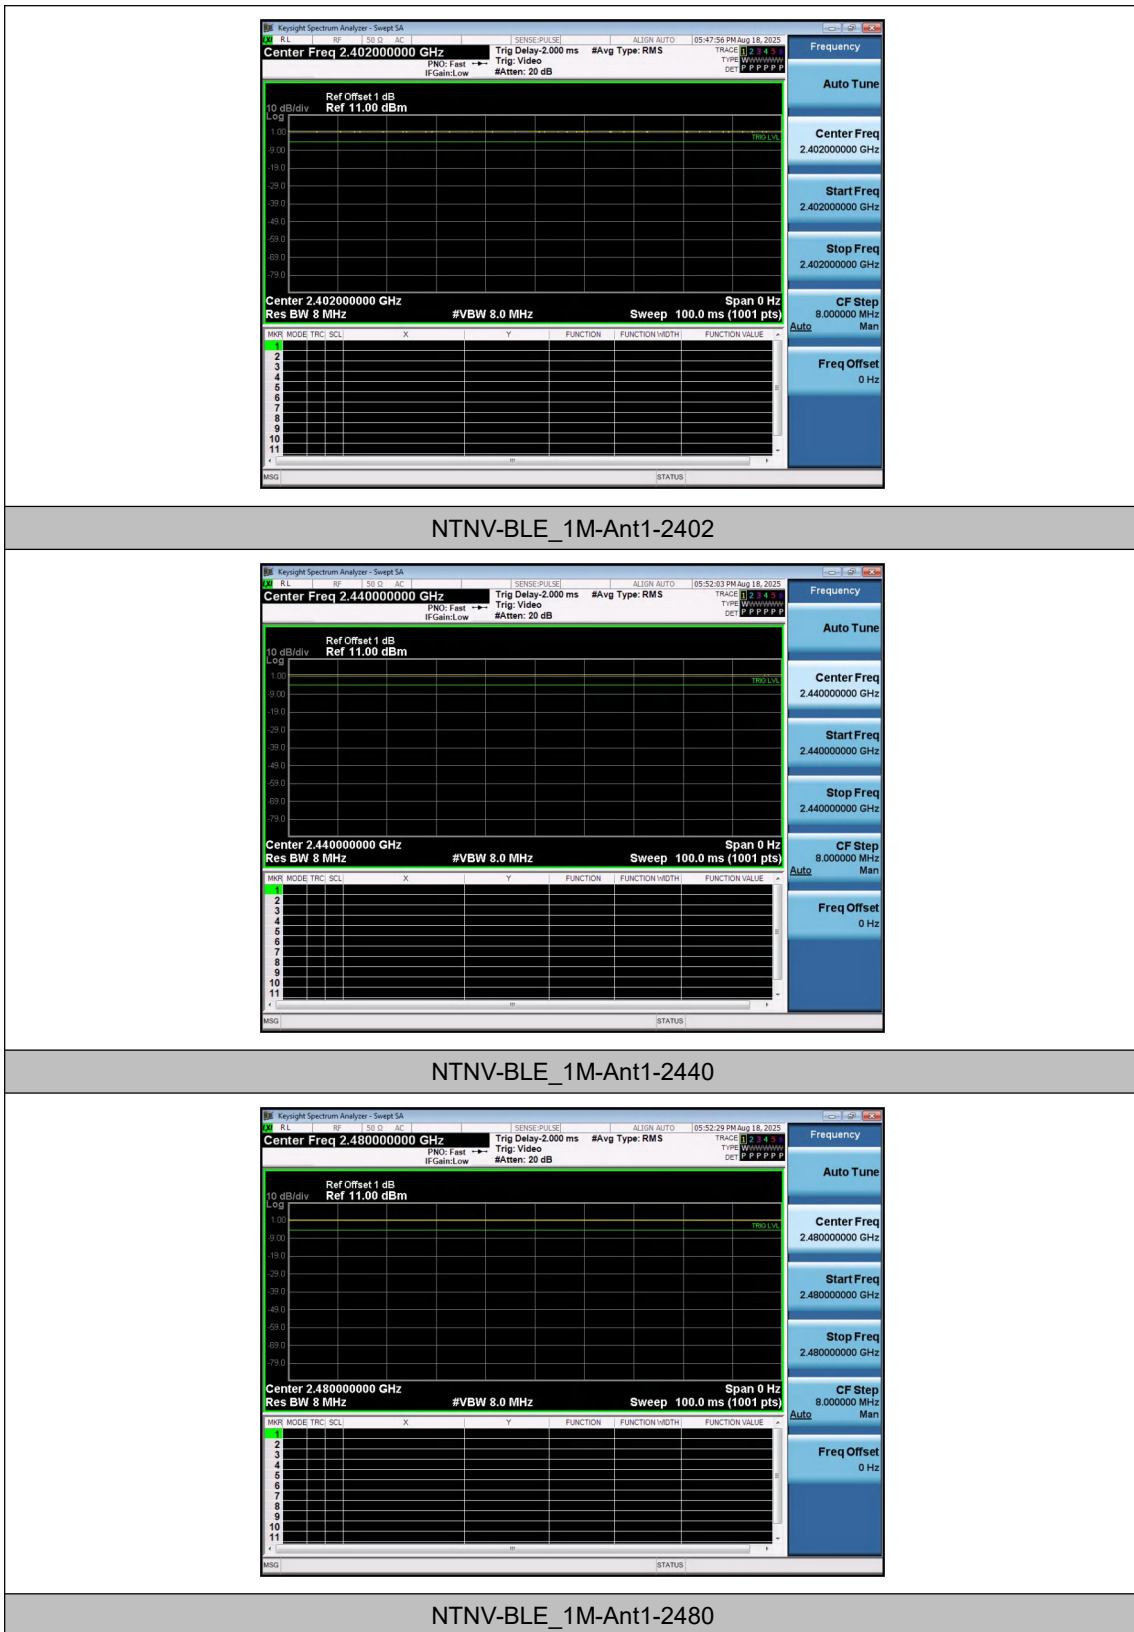 Keysight Spectrum Analyzer - Swept SA
LXI RL RF 50 Ω AC SENSE:PULSE ALIGN AUTO 05:47:56 PM Aug 18, 2025
Center Freq 2.402000000 GHz Trig Delay-2.000 ms #Avg Type: RMS TRACE 1 2 3 4 5 6
PNO: Fast Trig: Video TYPE WWWWWW
IFGain:Low #Atten: 20 dB DET P P P P P P
Frequency
Auto Tune
Center Freq
2.402000000 GHz
Start Freq
2.402000000 GHz
Stop Freq
2.402000000 GHz
CF Step
8.000000 MHz
Auto Man
Freq Offset
0 Hz
Ref Offset 1 dB
10 dB/div Ref 11.00 dBm
Log
1.00
TRIG LVL
-9.00
-19.0
-29.0
-39.0
-49.0
-59.0
-69.0
-79.0
Center 2.402000000 GHz Span 0 Hz
Res BW 8 MHz #VBW 8.0 MHz Sweep 100.0 ms (1001 pts)
MKR MODE TRC SCL X Y FUNCTION FUNCTION WIDTH FUNCTION VALUE
1
2
3
4
5
6
7
8
9
10
11
MSG STATUS
NTNV-BLE_1M-Ant1-2402
Keysight Spectrum Analyzer - Swept SA
LXI RL RF 50 Ω AC SENSE:PULSE ALIGN AUTO 05:52:03 PM Aug 18, 2025
Center Freq 2.440000000 GHz Trig Delay-2.000 ms #Avg Type: RMS TRACE 1 2 3 4 5 6
PNO: Fast Trig: Video TYPE WWWWWW
IFGain:Low #Atten: 20 dB DET P P P P P P
Frequency
Auto Tune
Center Freq
2.440000000 GHz
Start Freq
2.440000000 GHz
Stop Freq
2.440000000 GHz
CF Step
8.000000 MHz
Auto Man
Freq Offset
0 Hz
Ref Offset 1 dB
10 dB/div Ref 11.00 dBm
Log
1.00
TRIG LVL
-9.00
-19.0
-29.0
-39.0
-49.0
-59.0
-69.0
-79.0
Center 2.440000000 GHz Span 0 Hz
Res BW 8 MHz #VBW 8.0 MHz Sweep 100.0 ms (1001 pts)
MKR MODE TRC SCL X Y FUNCTION FUNCTION WIDTH FUNCTION VALUE
1
2
3
4
5
6
7
8
9
10
11
MSG STATUS
NTNV-BLE_1M-Ant1-2440
Keysight Spectrum Analyzer - Swept SA
LXI RL RF 50 Ω AC SENSE:PULSE ALIGN AUTO 05:52:29 PM Aug 18, 2025
Center Freq 2.480000000 GHz Trig Delay-2.000 ms #Avg Type: RMS TRACE 1 2 3 4 5 6
PNO: Fast Trig: Video TYPE WWWWWW
IFGain:Low #Atten: 20 dB DET P P P P P P
Frequency
Auto Tune
Center Freq
2.480000000 GHz
Start Freq
2.480000000 GHz
Stop Freq
2.480000000 GHz
CF Step
8.000000 MHz
Auto Man
Freq Offset
0 Hz
Ref Offset 1 dB
10 dB/div Ref 11.00 dBm
Log
1.00
TRIG LVL
-9.00
-19.0
-29.0
-39.0
-49.0
-59.0
-69.0
-79.0
Center 2.480000000 GHz Span 0 Hz
Res BW 8 MHz #VBW 8.0 MHz Sweep 100.0 ms (1001 pts)
MKR MODE TRC SCL X Y FUNCTION FUNCTION WIDTH FUNCTION VALUE
1
2
3
4
5
6
7
8
9
10
11
MSG STATUS
NTNV-BLE_1M-Ant1-2480